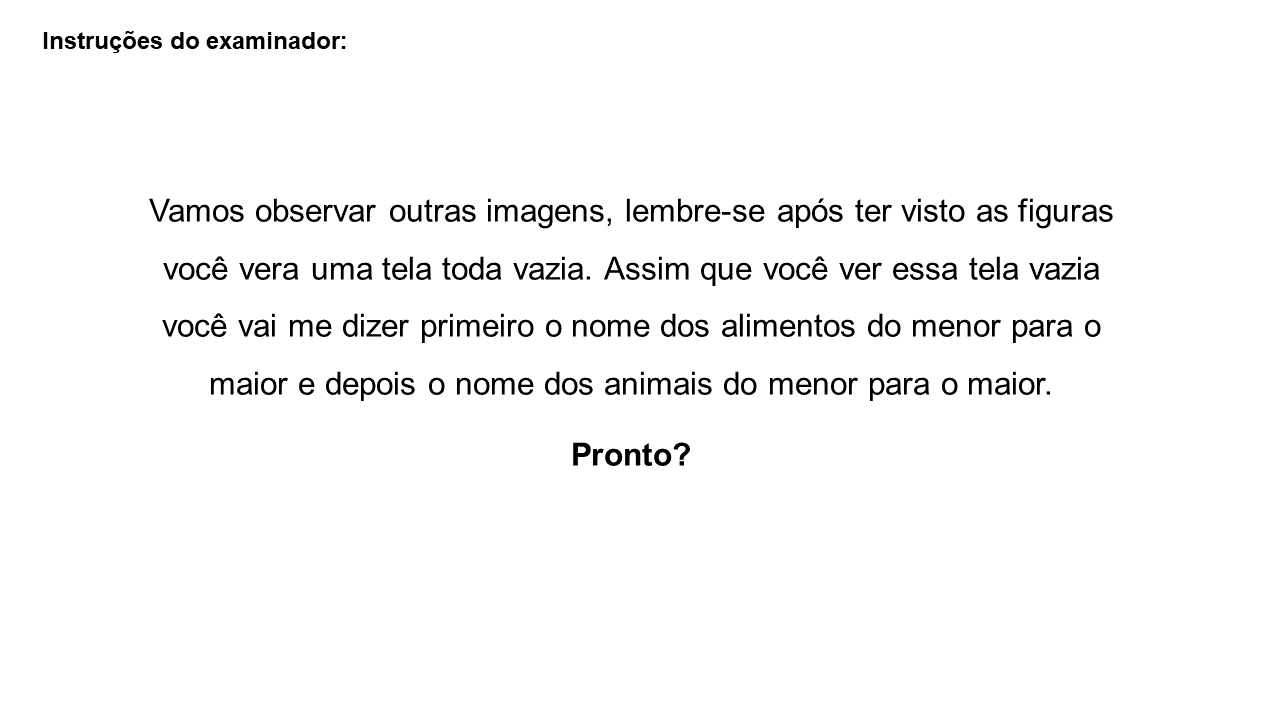 Instruções do examinador:
Vamos observar outras imagens, lembre-se após ter visto as figuras
você vera uma tela toda vazia. Assim que você ver essa tela vazia
você vai me dizer primeiro o nome dos alimentos do menor para o
maior e depois o nome dos animais do menor para o maior.
Pronto?